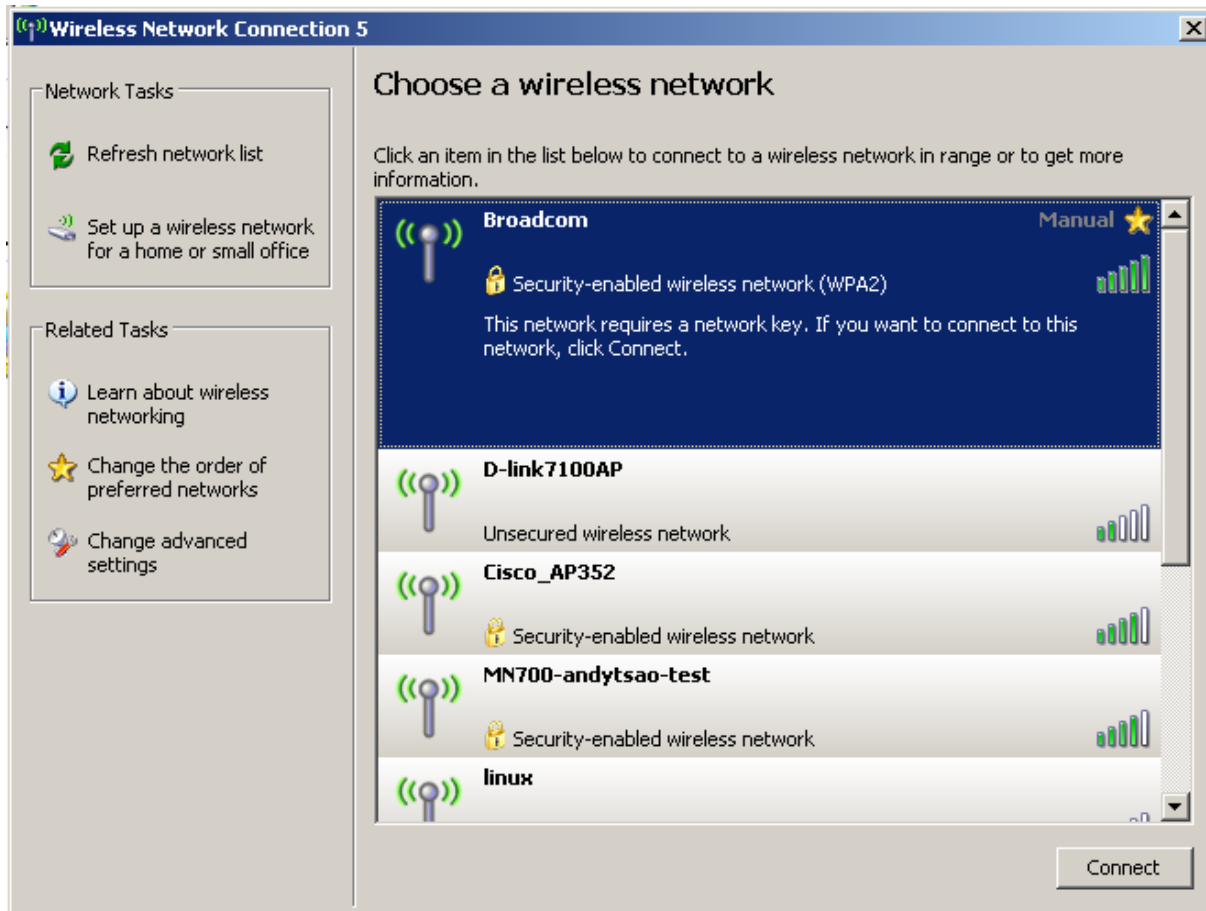 Wireless Network Connection 5
Network Tasks
Refresh network list
Set up a wireless network
for a home or small office
Related Tasks
Learn about wireless
networking
Change the order of
preferred networks
Change advanced
settings
Choose a wireless network
Click an item in the list below to connect to a wireless network in range or to get more
information.
Broadcom
Manual
Security-enabled wireless network (WPA2)
This network requires a network key. If you want to connect to this
network, click Connect.
D-link7100AP
Unsecured wireless network
Cisco_AP352
Security-enabled wireless network
MN700-andytsao-test
Security-enabled wireless network
linux
Connect